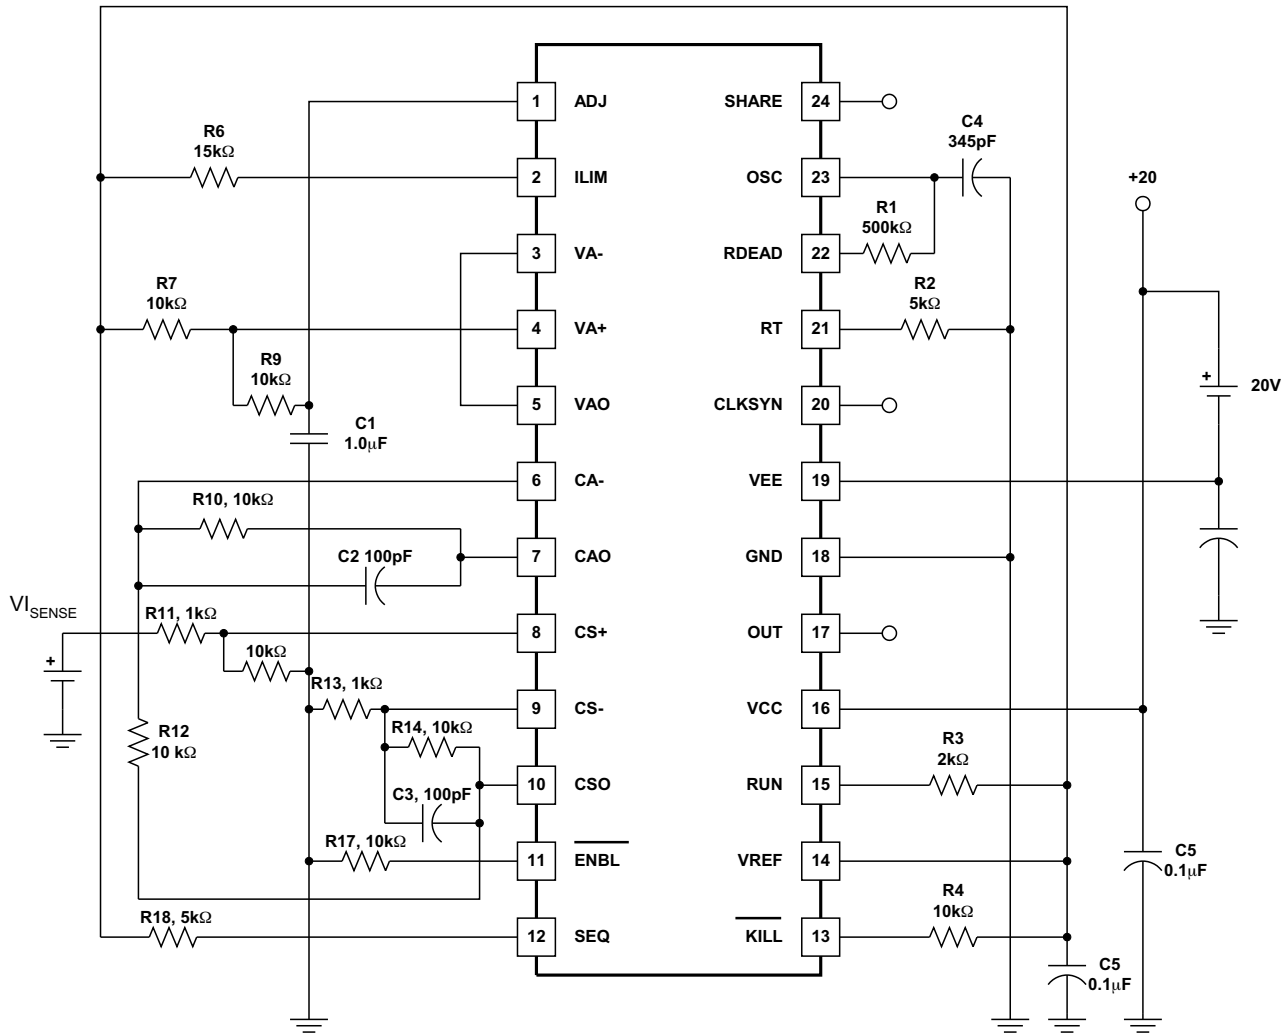 1 ADJ
SHARE 24
R6
15kΩ
C4
345pF
2 ILIM
OSC 23
+20
R1
500kΩ
3 VA-
RDEAD 22
R7
10kΩ
R2
5kΩ
4 VA+
RT 21
R9
10kΩ
+
20V
5 VAO
CLKSYN 20
C1
1.0μF
6 CA-
VEE 19
R10, 10kΩ
C2 100pF
7 CAO
GND 18
VISENSE
R11, 1kΩ
8 CS+
OUT 17
+
10kΩ
R13, 1kΩ
9 CS-
VCC 16
R12
10 kΩ
R14, 10kΩ
R3
2kΩ
10 CSO
RUN 15
C3, 100pF
R17, 10kΩ
11 ENBL
VREF 14
C5
0.1μF
R4
10kΩ
R18, 5kΩ
12 SEQ
KILL 13
C5
0.1μF